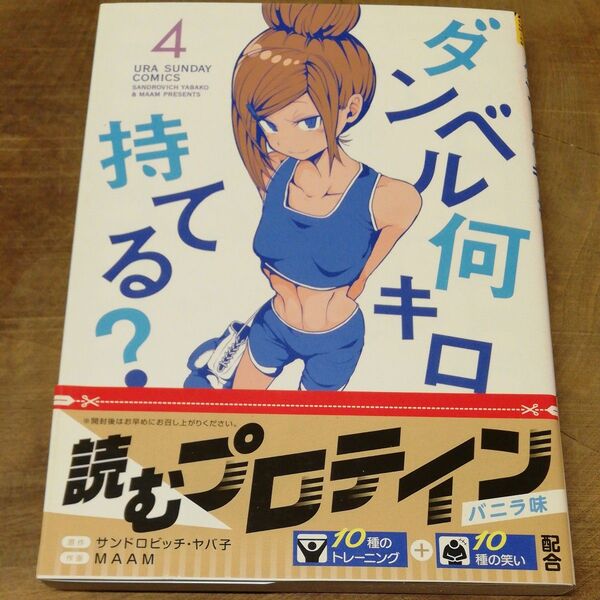 4
URA SUNDAY
COMICS
SANDROVICH YABAKO
& MAAM PRESENTS
ダンベル何キロ
持てる?
※開封後はお早めにお召し上がりください。
読むプロテイン
バニラ味
原作 サンドロビッチ・ヤバ子
作画 MAAM
10種の
トレーニング
+
10
種の笑い
配合